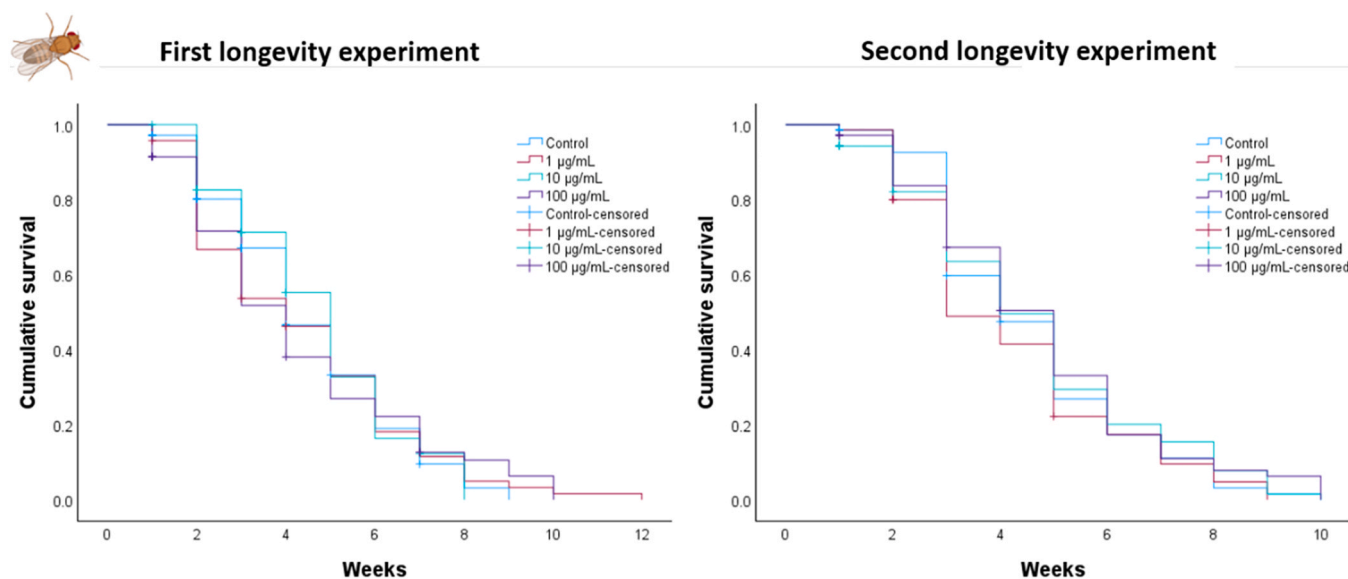 First longevity experiment
Cumulative survival
1.0
0.8
0.6
0.4
0.2
0.0
0 2 4 6 8 10 12
Weeks
Control
1 µg/mL
10 µg/mL
100 µg/mL
Control-censored
1 µg/mL-censored
10 µg/mL-censored
100 µg/mL-censored
Second longevity experiment
Cumulative survival
1.0
0.8
0.6
0.4
0.2
0.0
0 2 4 6 8 10
Weeks
Control
1 µg/mL
10 µg/mL
100 µg/mL
Control-censored
1 µg/mL-censored
10 µg/mL-censored
100 µg/mL-censored